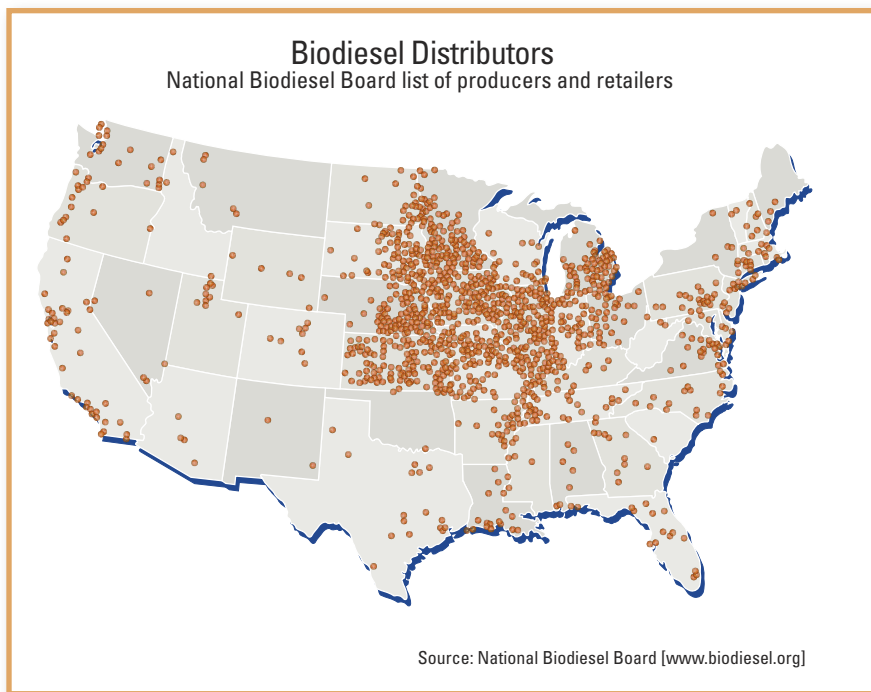 Biodiesel Distributors
National Biodiesel Board list of producers and retailers
Source: National Biodiesel Board [www.biodiesel.org]